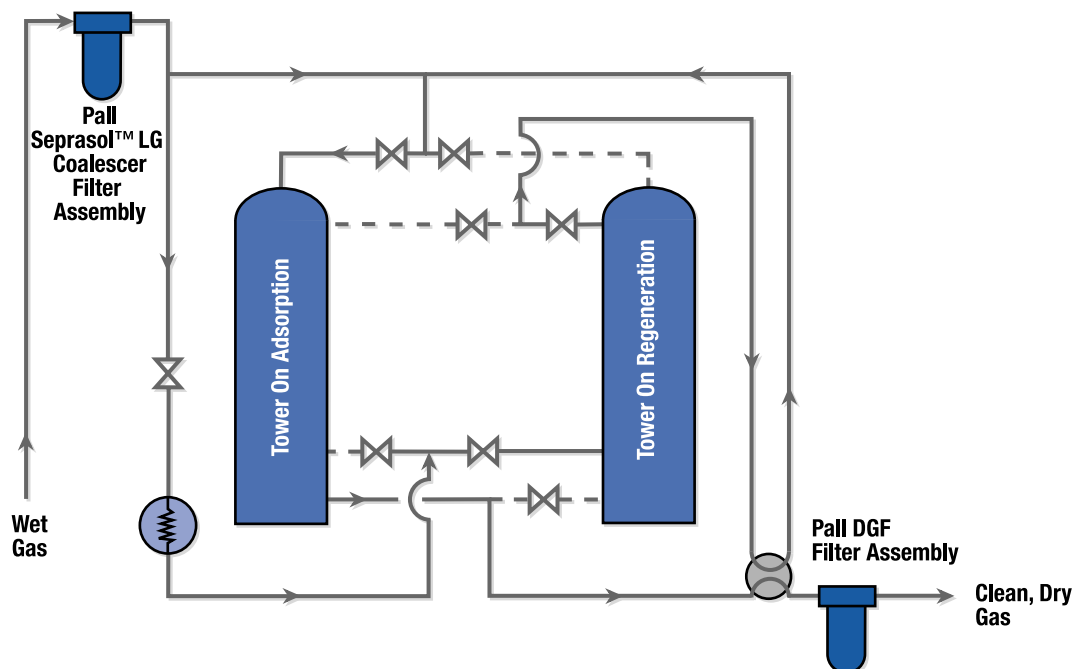 Pall
Seprasol™ LG
Coalescer
Filter
Assembly
Tower On Adsorption
Tower On Regeneration
Wet
Gas
Pall DGF
Filter Assembly
Clean, Dry
Gas